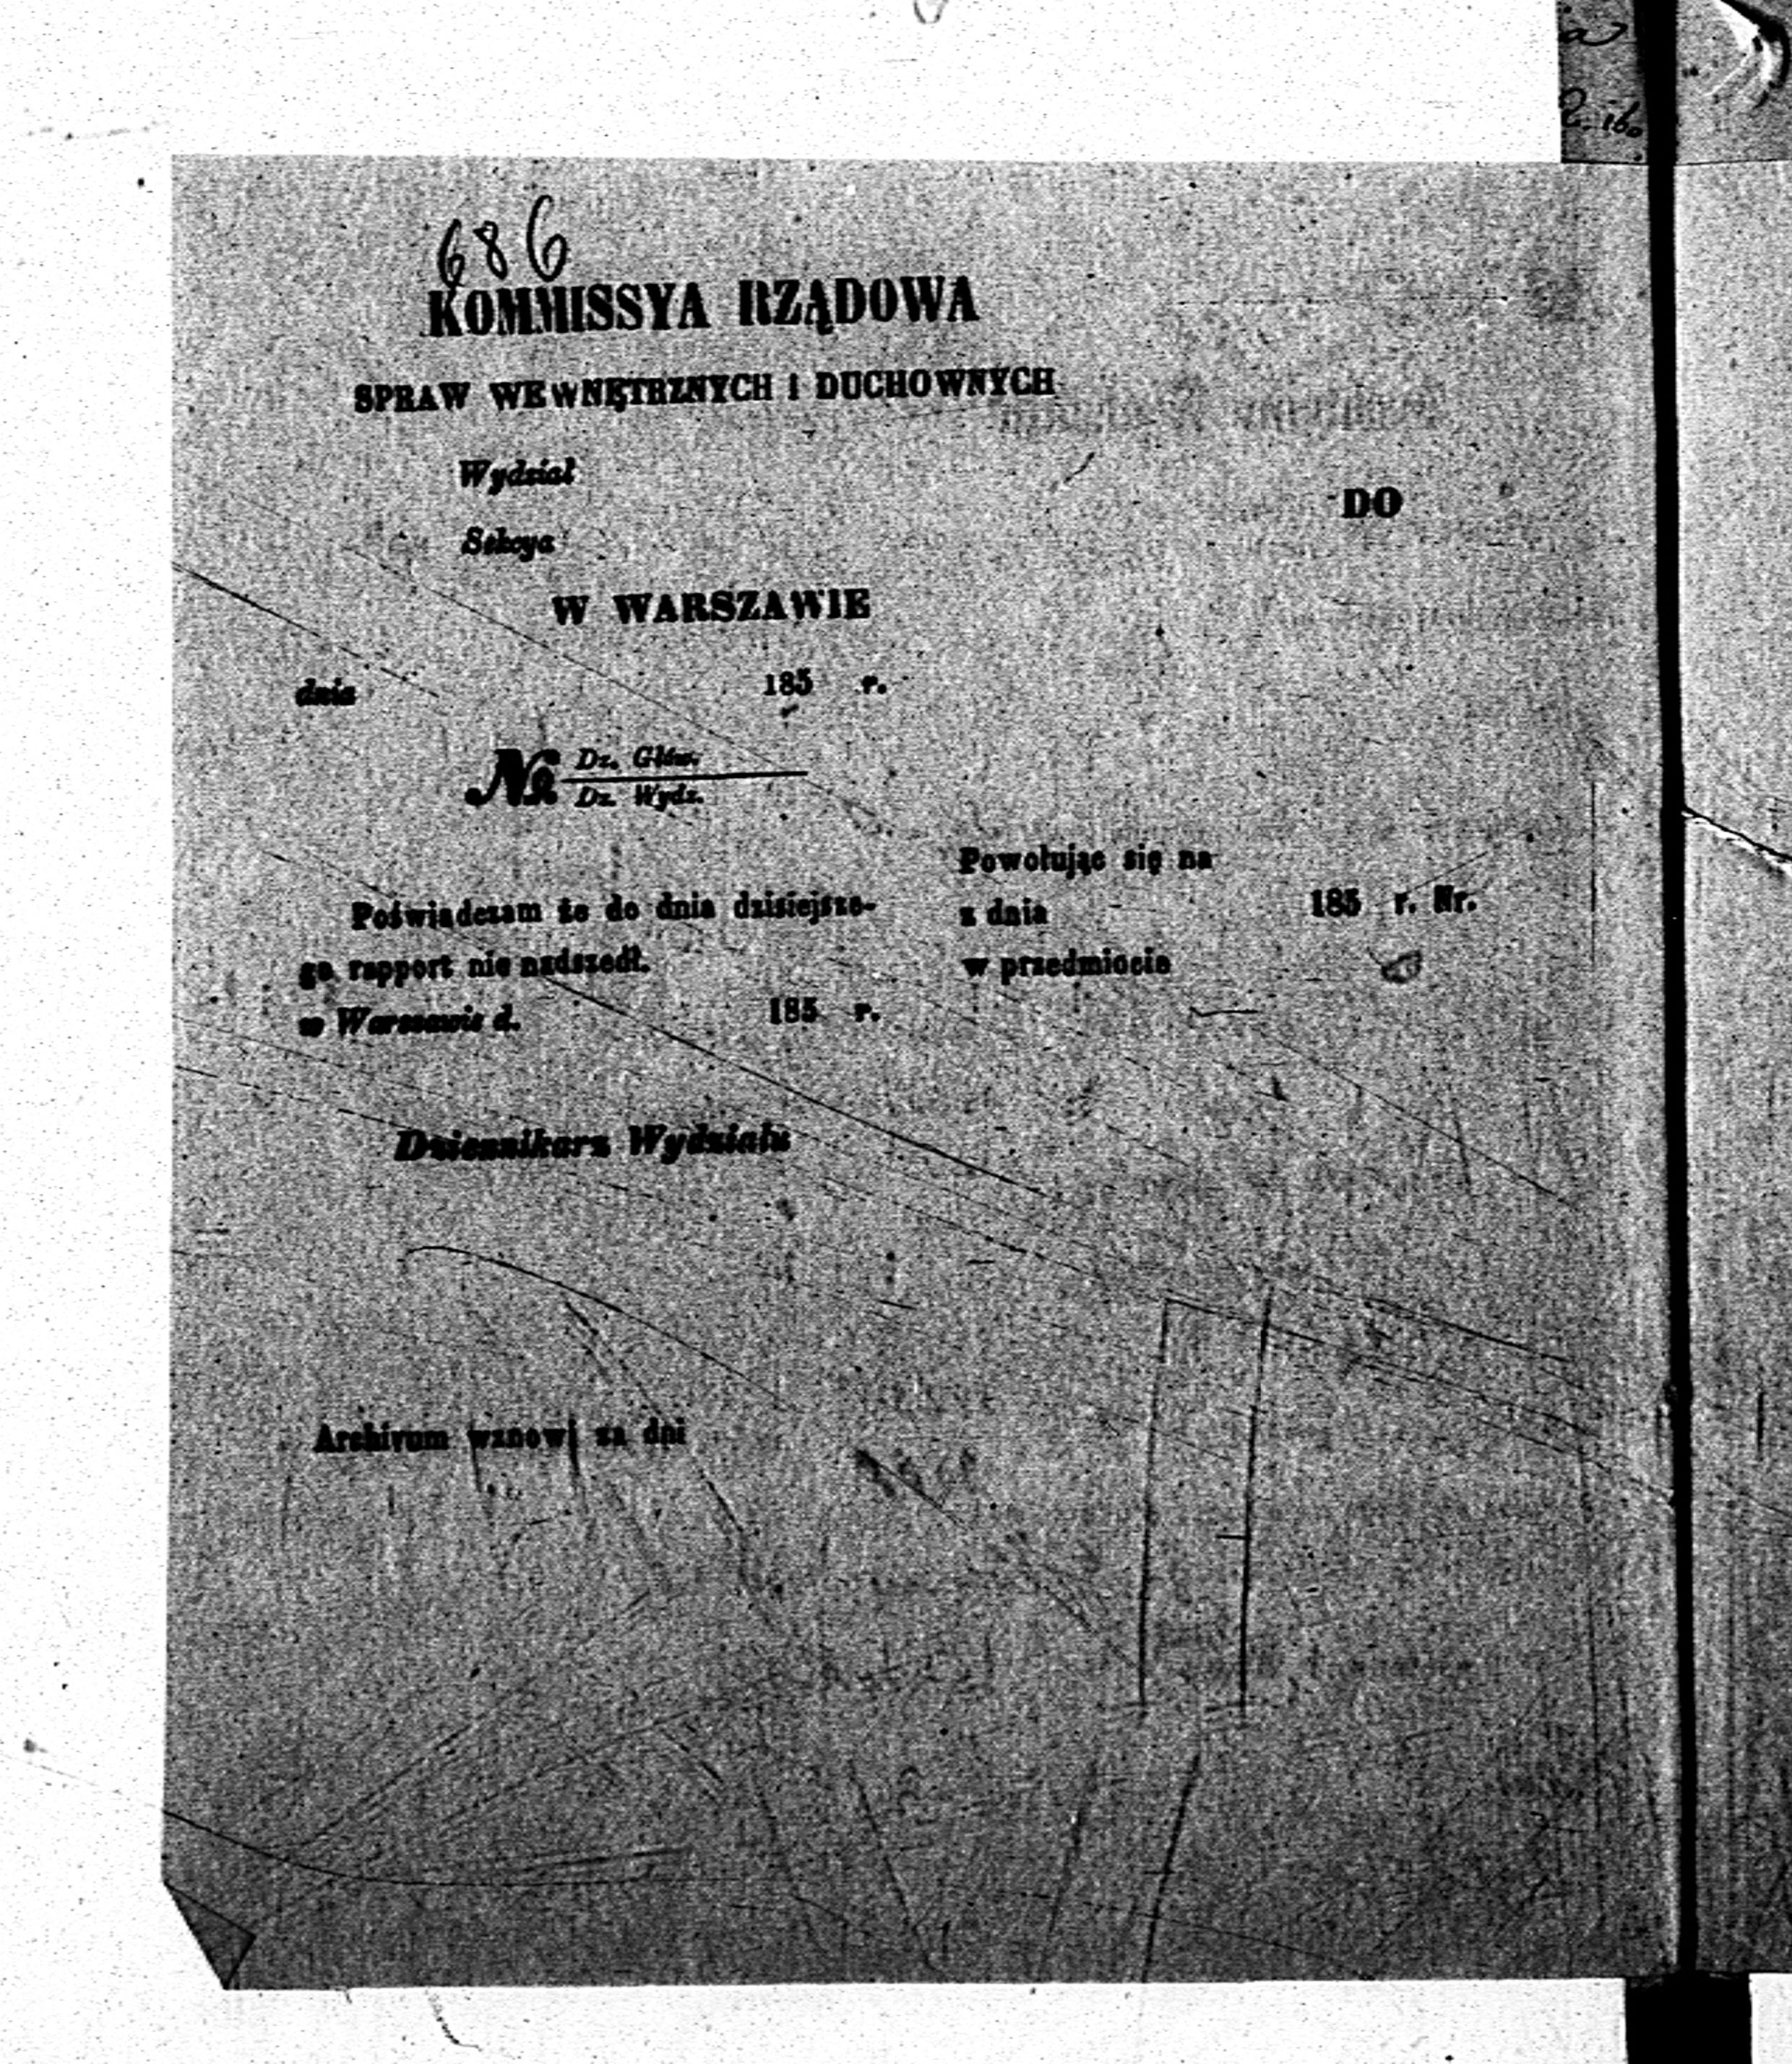 686
KOMMISSYA RZĄDOWA
SPRAW WEWNĘTRZNYCH I DUCHOWNYCH
Wydział
Sekcya
DO
W WARSZAWIE
dnia 185 r.
№ Dz. Głów.
Dz. Wydz.
Poświadczam że do dnia dzisiejsze-
go rapport nie nadszedł.
w Warszawie d. 185 r.
Dziennikarz Wydziału
Powołując się na
z dnia 185 r. Nr.
w przedmiocie
Archivum wznowi za dni